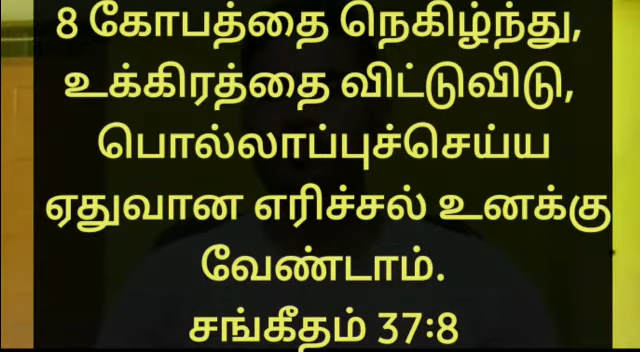 8 கோபத்தை நெகிழ்ந்து,
உக்கிரத்தை விட்டுவிடு,
பொல்லாப்புச்செய்ய
ஏதுவான எரிச்சல் உனக்கு
வேண்டாம்.
சங்கீதம் 37:8